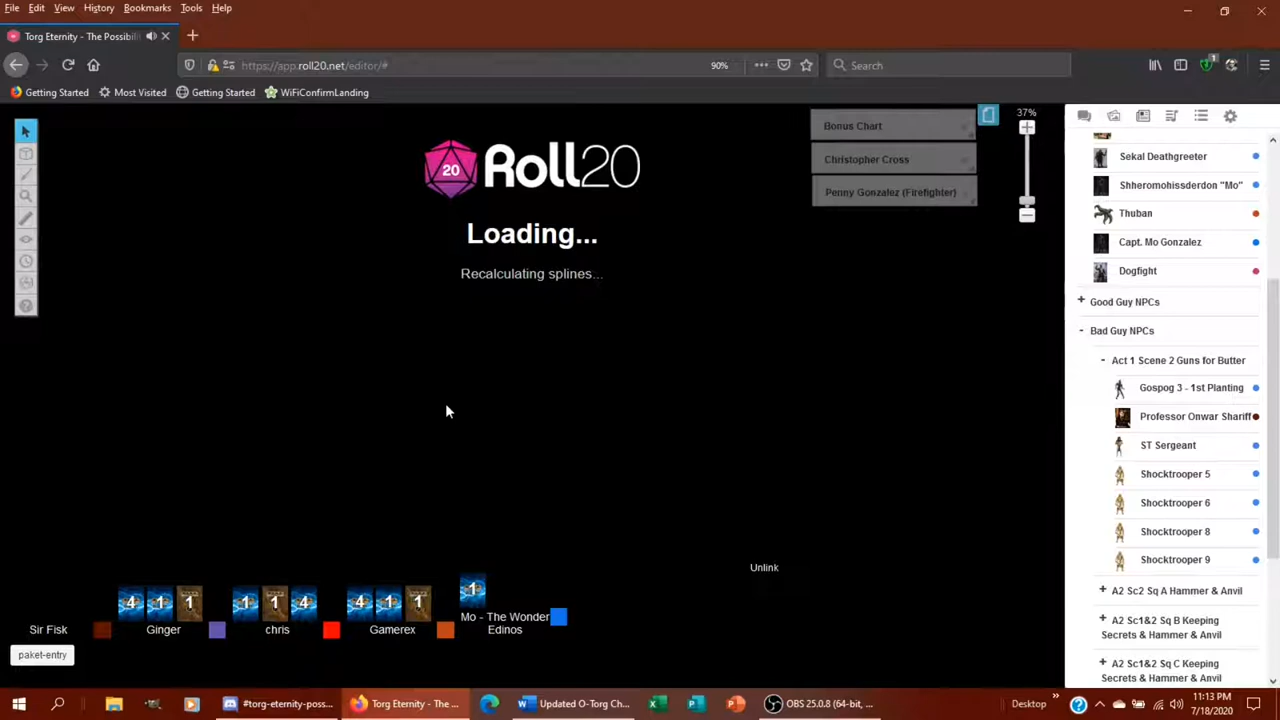 File Edit View History Bookmarks Tools Help
Torg Eternity - The Possibili
https://app.roll20.net/editor/#
90%
Search
Getting Started Most Visited Getting Started WiFiConfirmLanding
20 Roll20
Loading...
Recalculating splines...
Bonus Chart
Christopher Cross
Penny Gonzalez (Firefighter)
37%
Sekal Deathgreeter
Shheromohissderdon "Mo"
Thuban
Capt. Mo Gonzalez
Dogfight
+ Good Guy NPCs
- Bad Guy NPCs
- Act 1 Scene 2 Guns for Butter
Gospog 3 - 1st Planting
Professor Onwar Shariff
ST Sergeant
Shocktrooper 5
Shocktrooper 6
Shocktrooper 8
Shocktrooper 9
+ A2 Sc2 Sq A Hammer & Anvil
+ A2 Sc1&2 Sq B Keeping
Secrets & Hammer & Anvil
+ A2 Sc1&2 Sq C Keeping
Secrets & Hammer & Anvil
Unlink
4 1 1
1 1 4
4 1 1
1
Sir Fisk
Ginger
chris
Gamerex
Mo - The Wonder
Edinos
paket-entry
#torg-eternity-poss...
Torg Eternity - The ...
Updated O-Torg Ch...
OBS 25.0.8 (64-bit, ...
Desktop
11:13 PM
7/18/2020